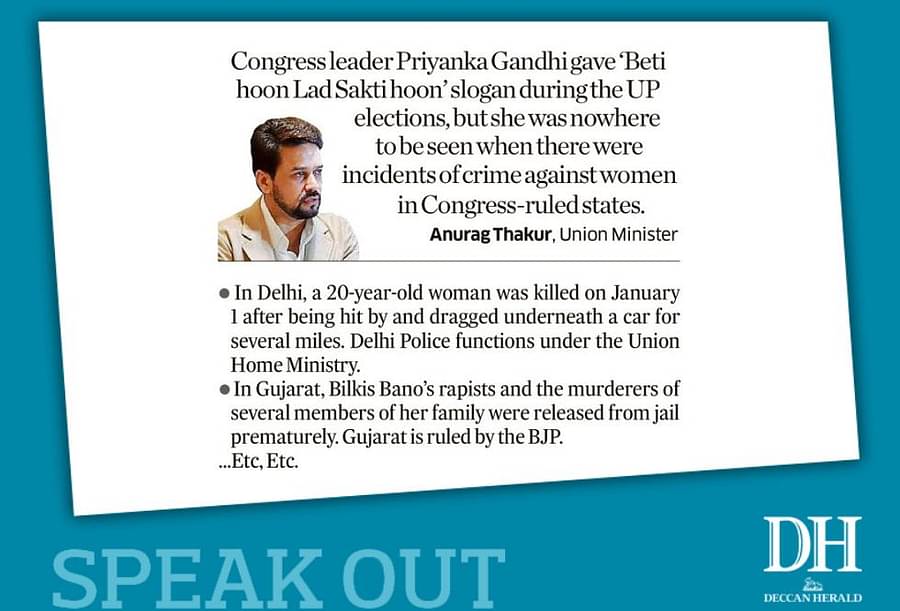 Congress leader Priyanka Gandhi gave ‘Beti
hoon Lad Sakti hoon’ slogan during the UP
elections, but she was nowhere
to be seen when there were
incidents of crime against women
in Congress-ruled states.
Anurag Thakur, Union Minister
● In Delhi, a 20-year-old woman was killed on January
1 after being hit by and dragged underneath a car for
several miles. Delhi Police functions under the Union
Home Ministry.
● In Gujarat, Bilkis Bano’s rapists and the murderers of
several members of her family were released from jail
prematurely. Gujarat is ruled by the BJP.
...Etc, Etc.
SPEAK OUT
DH
DECCAN HERALD